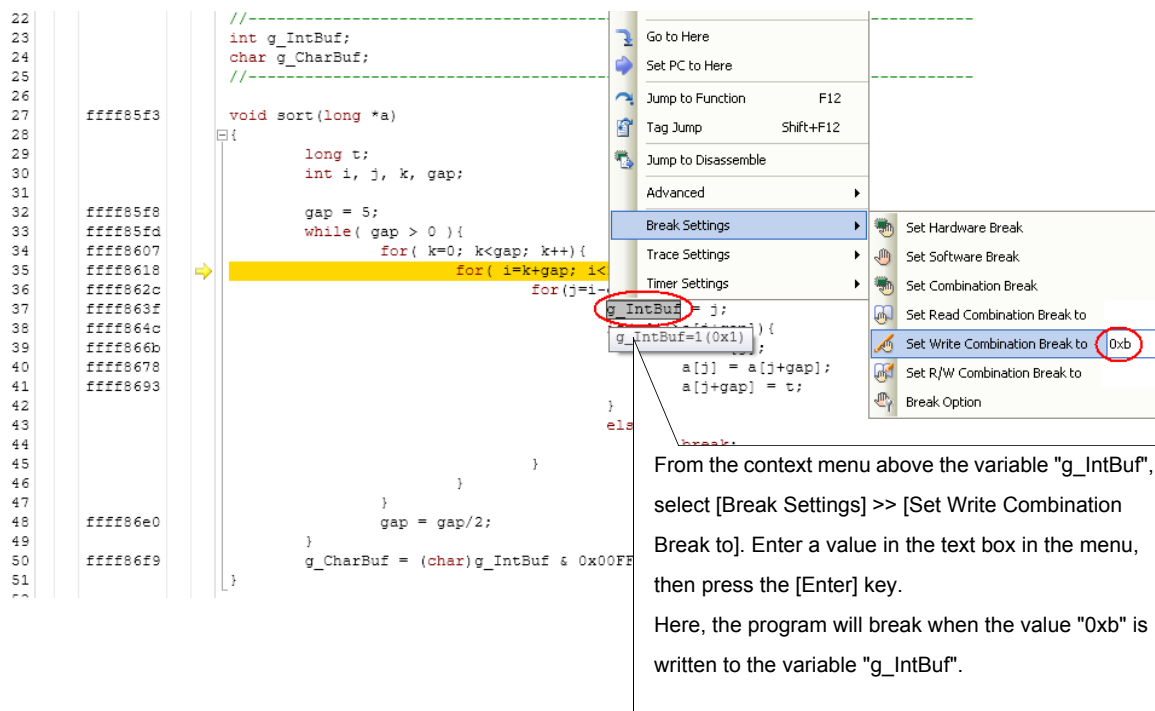 22 //----------------------------------------------------
23 int g_IntBuf;
24 char g_CharBuf;
25 //----------------------------------------------------
26
27 ffff85f3 void sort(long *a)
28 {
29 long t;
30 int i, j, k, gap;
31
32 ffff85f8 gap = 5;
33 ffff85fd while( gap > 0 ){
34 ffff8607 for( k=0; k<gap; k++){
35 ffff8618 for( i=k+gap; i<
36 ffff862c for(j=i-
37 ffff863f g_IntBuf = j;
38 ffff864c a[j+gap]){
g_IntBuf=1(0x1)
39 ffff866b
40 ffff8678 a[j] = a[j+gap];
41 ffff8693 a[j+gap] = t;
42 }
43 els
44 break;
45 }
46 }
47 }
48 ffff86e0 gap = gap/2;
49 }
50 ffff86f9 g_CharBuf = (char)g_IntBuf & 0x00FF
51 }
Go to Here
Set PC to Here
Jump to Function F12
Tag Jump Shift+F12
Jump to Disassemble
Advanced
Break Settings
Trace Settings
Timer Settings
Set Hardware Break
Set Software Break
Set Combination Break
Set Read Combination Break to
Set Write Combination Break to 0xb
Set R/W Combination Break to
Break Option
From the context menu above the variable "g_IntBuf",
select [Break Settings] >> [Set Write Combination
Break to]. Enter a value in the text box in the menu,
then press the [Enter] key.
Here, the program will break when the value "0xb" is
written to the variable "g_IntBuf".